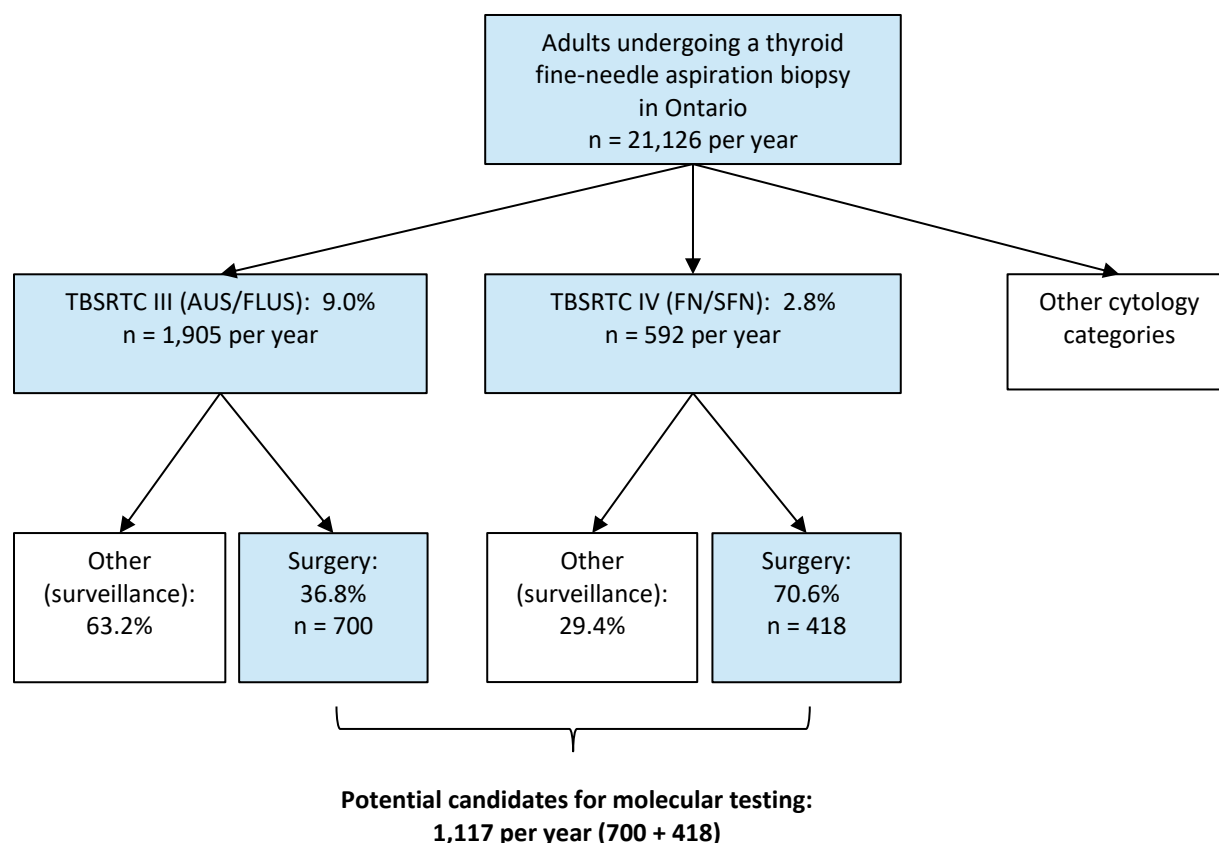 Adults undergoing a thyroid
fine-needle aspiration biopsy
in Ontario
n = 21,126 per year
TBSRTC III (AUS/FLUS): 9.0%
n = 1,905 per year
TBSRTC IV (FN/SFN): 2.8%
n = 592 per year
Other cytology
categories
Other
(surveillance):
63.2%
Surgery:
36.8%
n = 700
Other
(surveillance):
29.4%
Surgery:
70.6%
n = 418
Potential candidates for molecular testing:
1,117 per year (700 + 418)